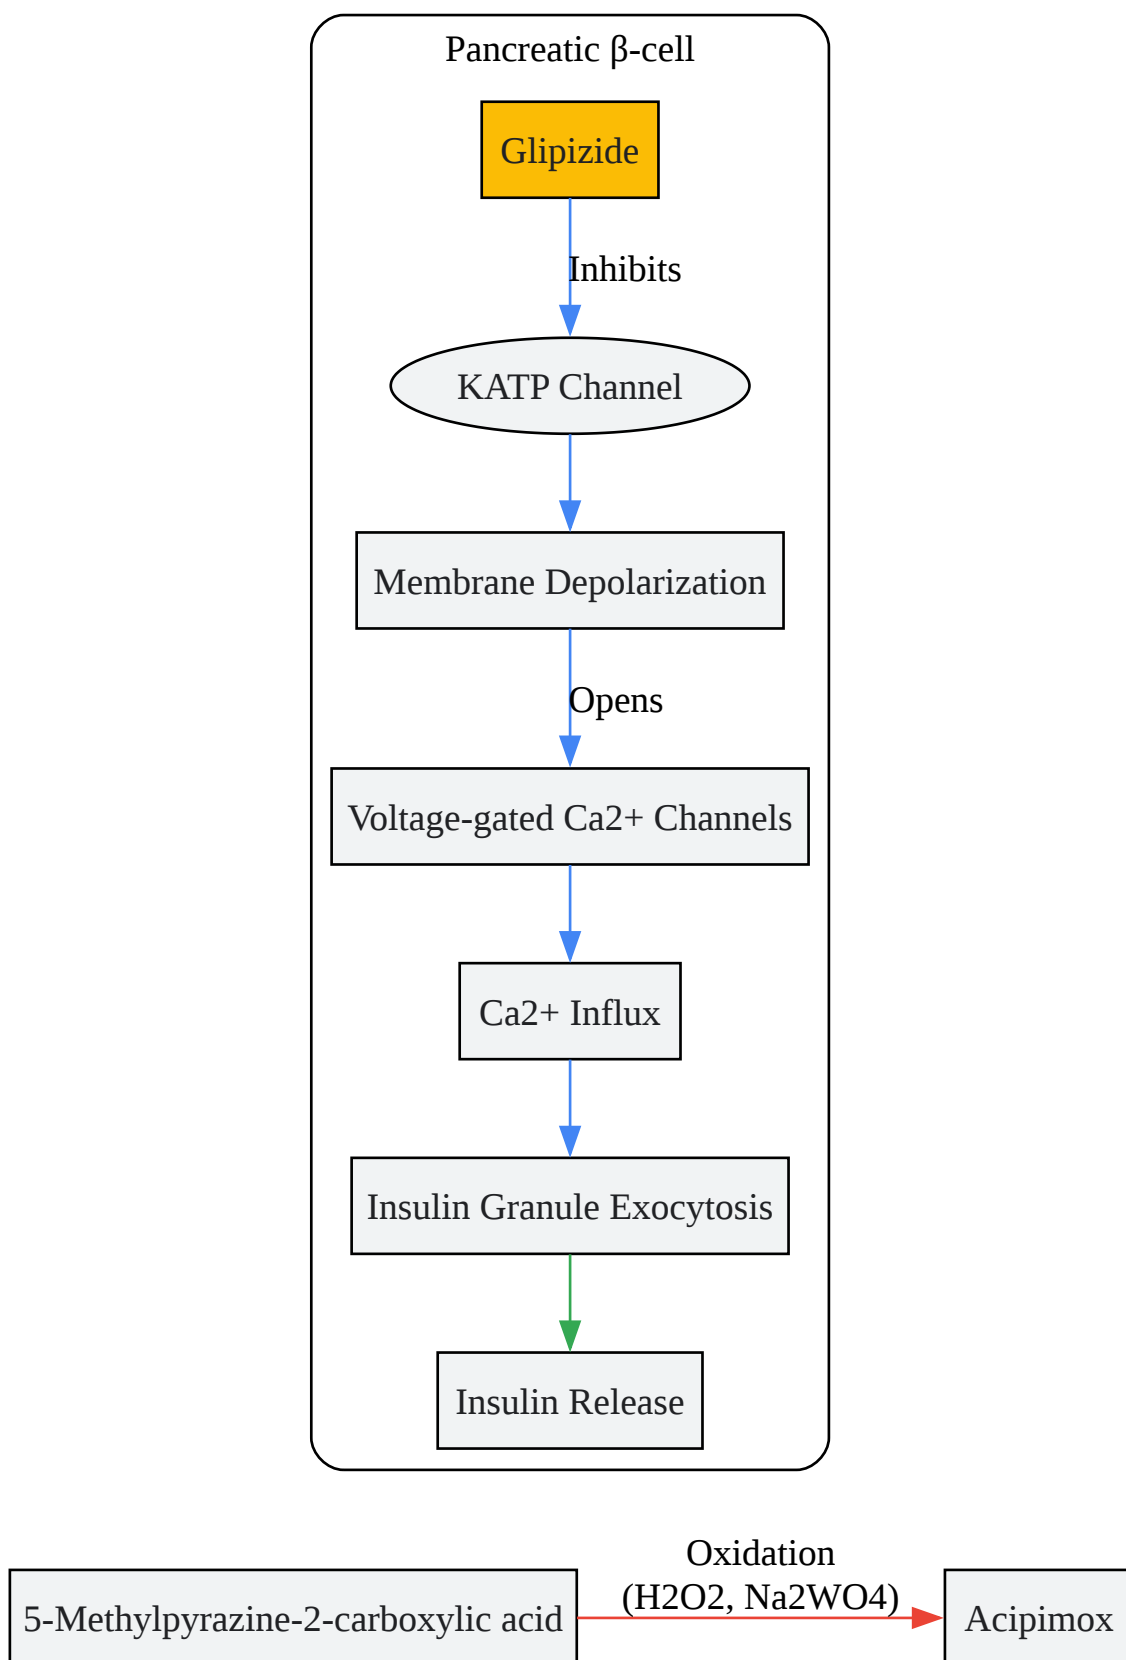 Pancreatic β-cell
Glipizide
Inhibits
KATP Channel
Membrane Depolarization
Opens
Voltage-gated Ca2+ Channels
Ca2+ Influx
Insulin Granule Exocytosis
Insulin Release
Oxidation
(H2O2, Na2WO4)
5-Methylpyrazine-2-carboxylic acid
Acipimox